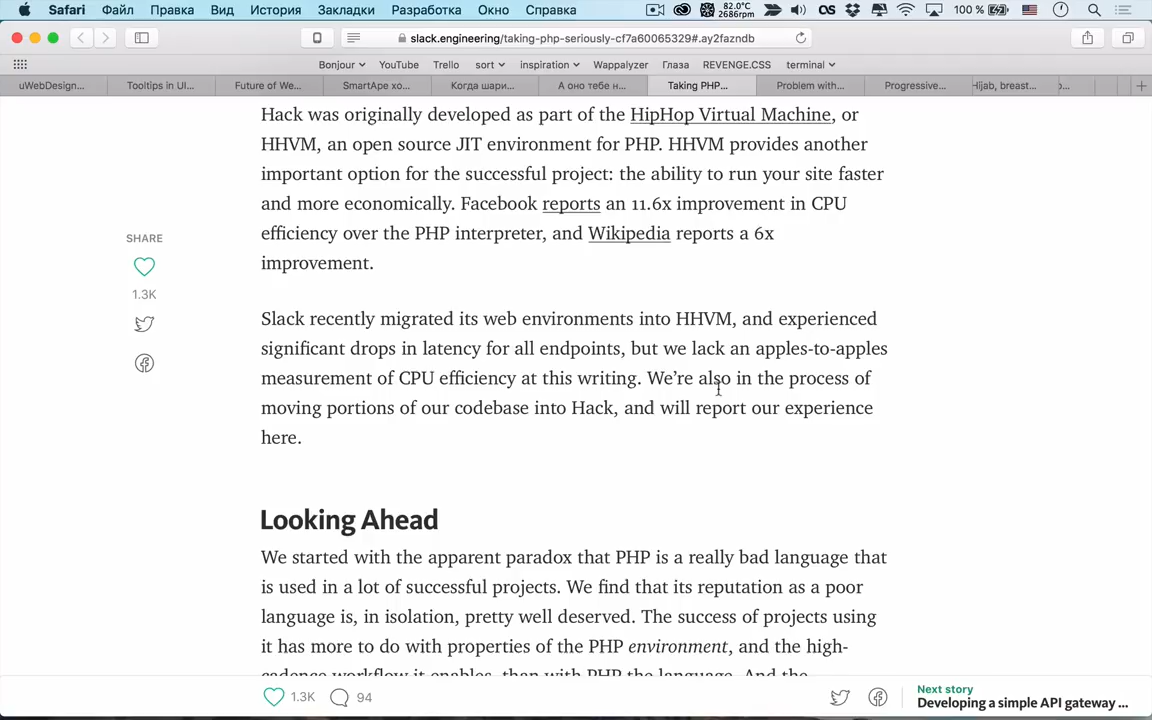 Safari Файл Правка Вид История Закладки Разработка Окно Справка 82.0°C 2686rpm 100 %
slack.engineering/taking-php-seriously-cf7a60065329#.ay2fazndb
Bonjour YouTube Trello sort inspiration Wappalyzer Глаза REVENGE.CSS terminal
uWebDesign... Tooltips in UI... Future of We... SmartApe хо... Когда шари... А оно тебе н... Taking PHP... Problem with... Progressive... Hijab, breast...
Hack was originally developed as part of the HipHop Virtual Machine, or
HHVM, an open source JIT environment for PHP. HHVM provides another
important option for the successful project: the ability to run your site faster
and more economically. Facebook reports an 11.6x improvement in CPU
efficiency over the PHP interpreter, and Wikipedia reports a 6x
improvement.
SHARE
1.3K
Slack recently migrated its web environments into HHVM, and experienced
significant drops in latency for all endpoints, but we lack an apples-to-apples
measurement of CPU efficiency at this writing. We're also in the process of
moving portions of our codebase into Hack, and will report our experience
here.
Looking Ahead
We started with the apparent paradox that PHP is a really bad language that
is used in a lot of successful projects. We find that its reputation as a poor
language is, in isolation, pretty well deserved. The success of projects using
it has more to do with properties of the PHP environment, and the high-
cadence workflow it enables, than with PHP the language. And the
1.3K 94
Next story
Developing a simple API gateway ...